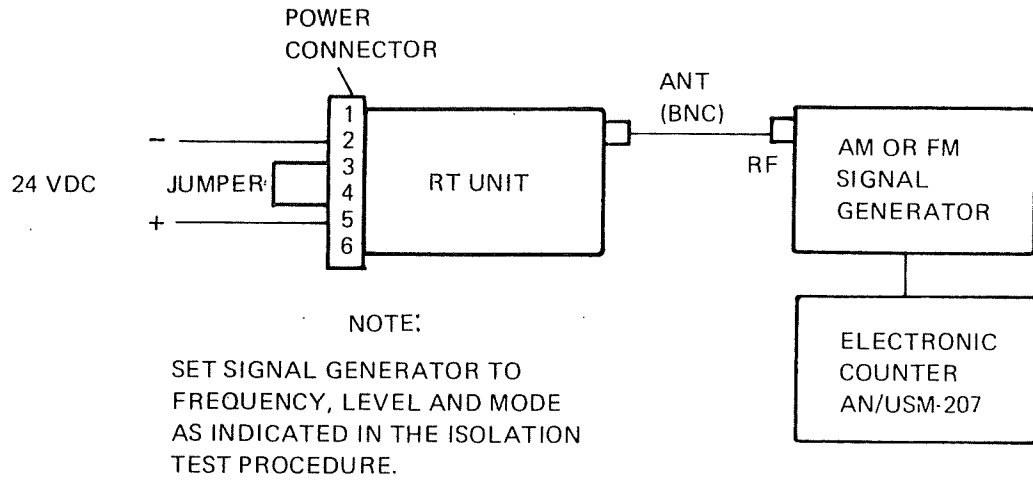 POWER
CONNECTOR
1
2
3
4
5
6
−
24 VDC
JUMPER
+
RT UNIT
ANT
(BNC)
RF
AM OR FM
SIGNAL
GENERATOR
ELECTRONIC
COUNTER
AN/USM-207
NOTE:
SET SIGNAL GENERATOR TO
FREQUENCY, LEVEL AND MODE
AS INDICATED IN THE ISOLATION
TEST PROCEDURE.